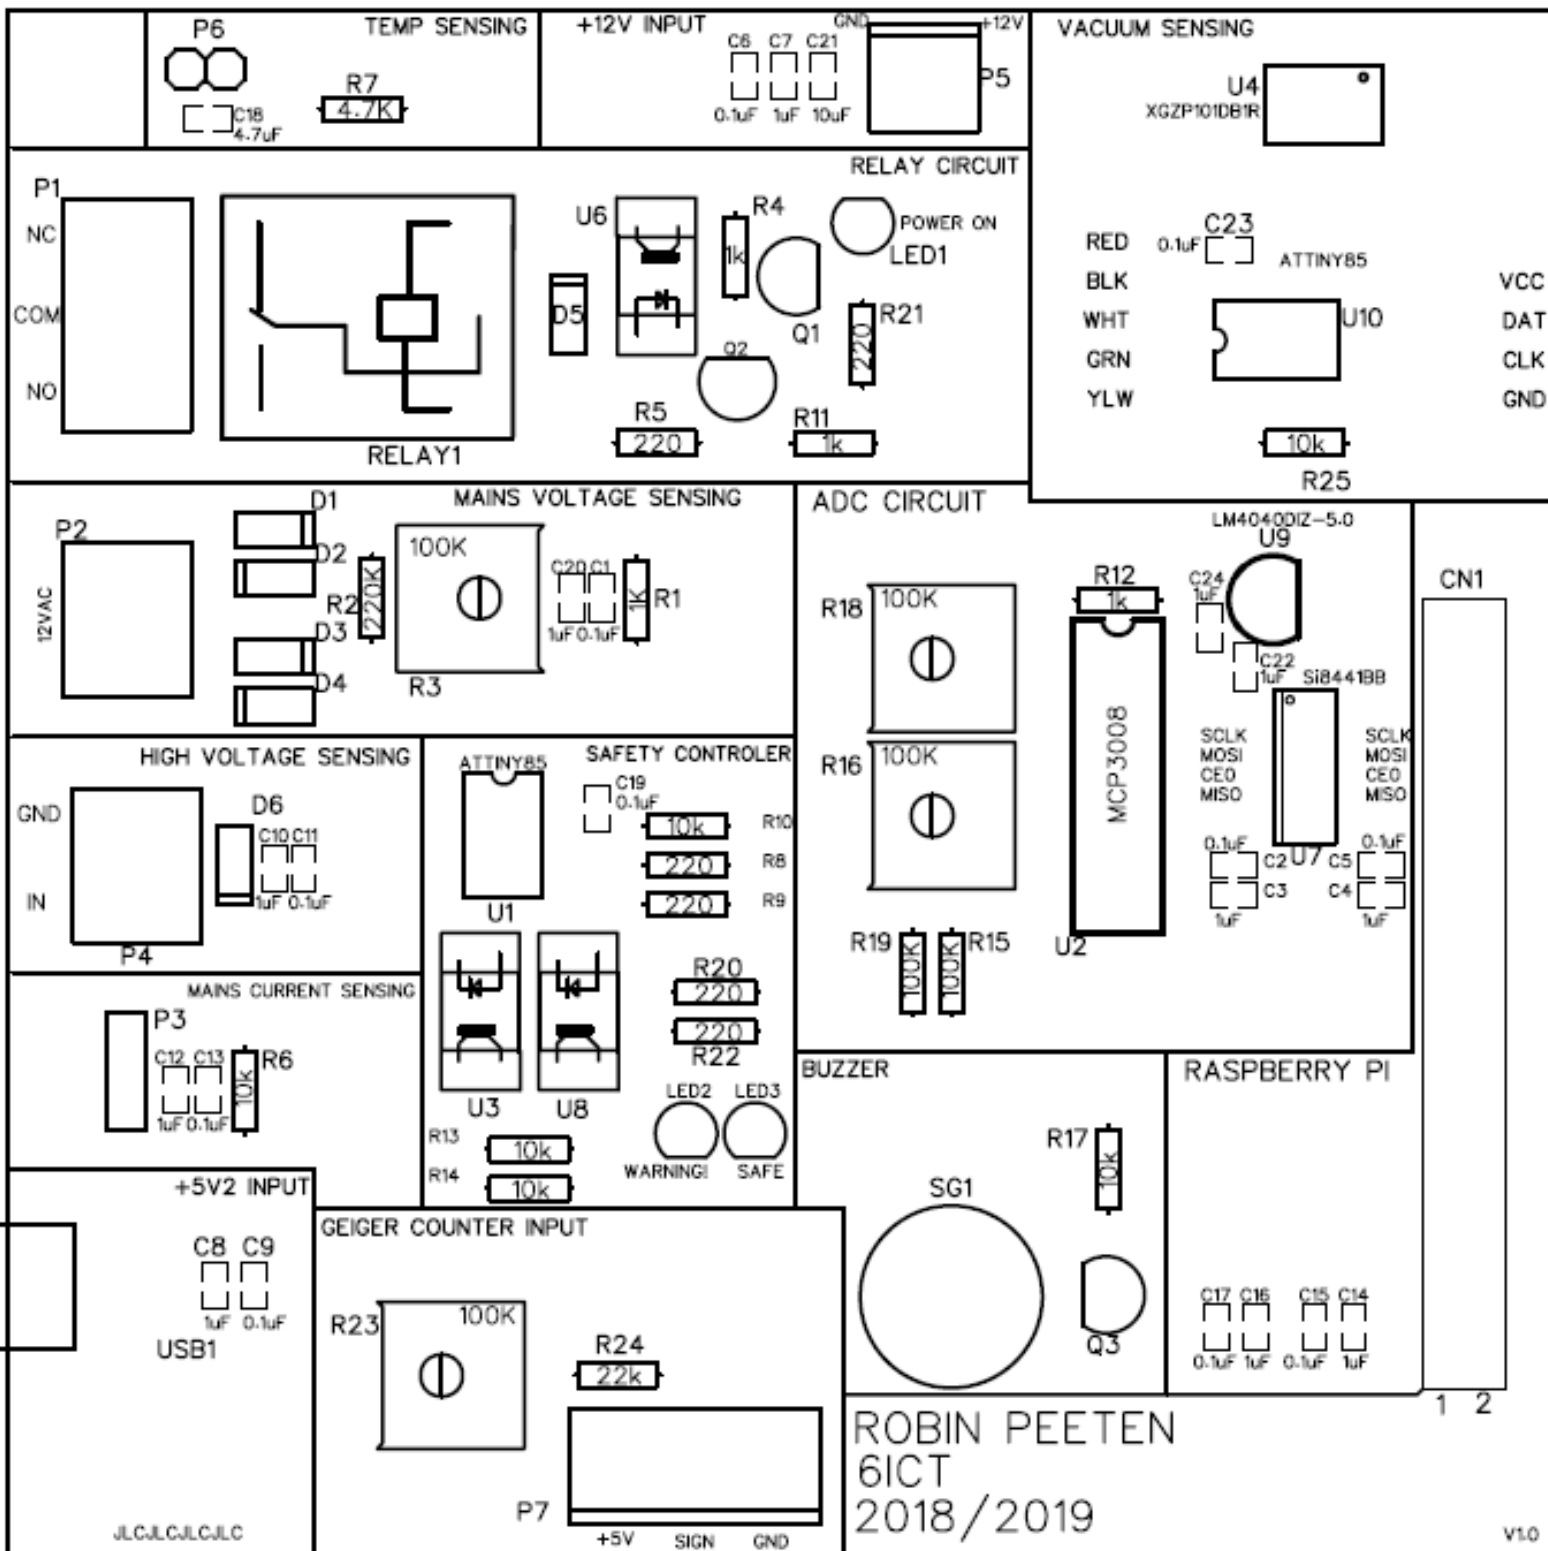 P6
TEMP SENSING
R7
4.7K
C18
4.7uF
+12V INPUT
C6 C7 C21
0.1uF 1uF 10uF
GND
+12V
P5
VACUUM SENSING
U4
XGZP101DB1R
C23
0.1uF
ATTINY85
U10
RED
BLK
WHT
GRN
YLW
VCC
DAT
CLK
GND
10k
R25
RELAY CIRCUIT
P1
NC
COM
NO
RELAY1
D5
U6
R4
1k
Q1
POWER ON
LED1
R21
220
Q2
R5
220
R11
1k
MAINS VOLTAGE SENSING
P2
12VAC
D1
D2
D3
D4
R2
220K
100K
R3
C20 C1
1uF 0.1uF
1K
R1
ADC CIRCUIT
R18
100K
R16
100K
R12
1k
MCP3008
U2
R19
100K
100K
R15
LM4040DIZ-5.0
U9
C24
1uF
C22
1uF
Si8441BB
SCLK
MOSI
CE0
MISO
SCLK
MOSI
CE0
MISO
U7
0.1uF
C2
C3
1uF
0.1uF
C5
C4
1uF
CN1
1 2
HIGH VOLTAGE SENSING
GND
IN
P4
D6
C10 C11
1uF 0.1uF
SAFETY CONTROLER
ATTINY85
U1
C19
0.1uF
10k R10
220 R8
220 R9
R20
220
220
R22
U3 U8
LED2 LED3
WARNING! SAFE
R13 10k
R14 10k
MAINS CURRENT SENSING
P3
C12 C13
1uF 0.1uF
R6
10k
+5V2 INPUT
C8 C9
1uF 0.1uF
USB1
JLCJLCJLCJLC
GEIGER COUNTER INPUT
R23
100K
R24
22k
P7
+5V SIGN GND
BUZZER
SG1
R17
10k
Q3
RASPBERRY PI
C17 C16 C15 C14
0.1uF 1uF 0.1uF 1uF
ROBIN PEETEN
6ICT
2018/2019
V1.0